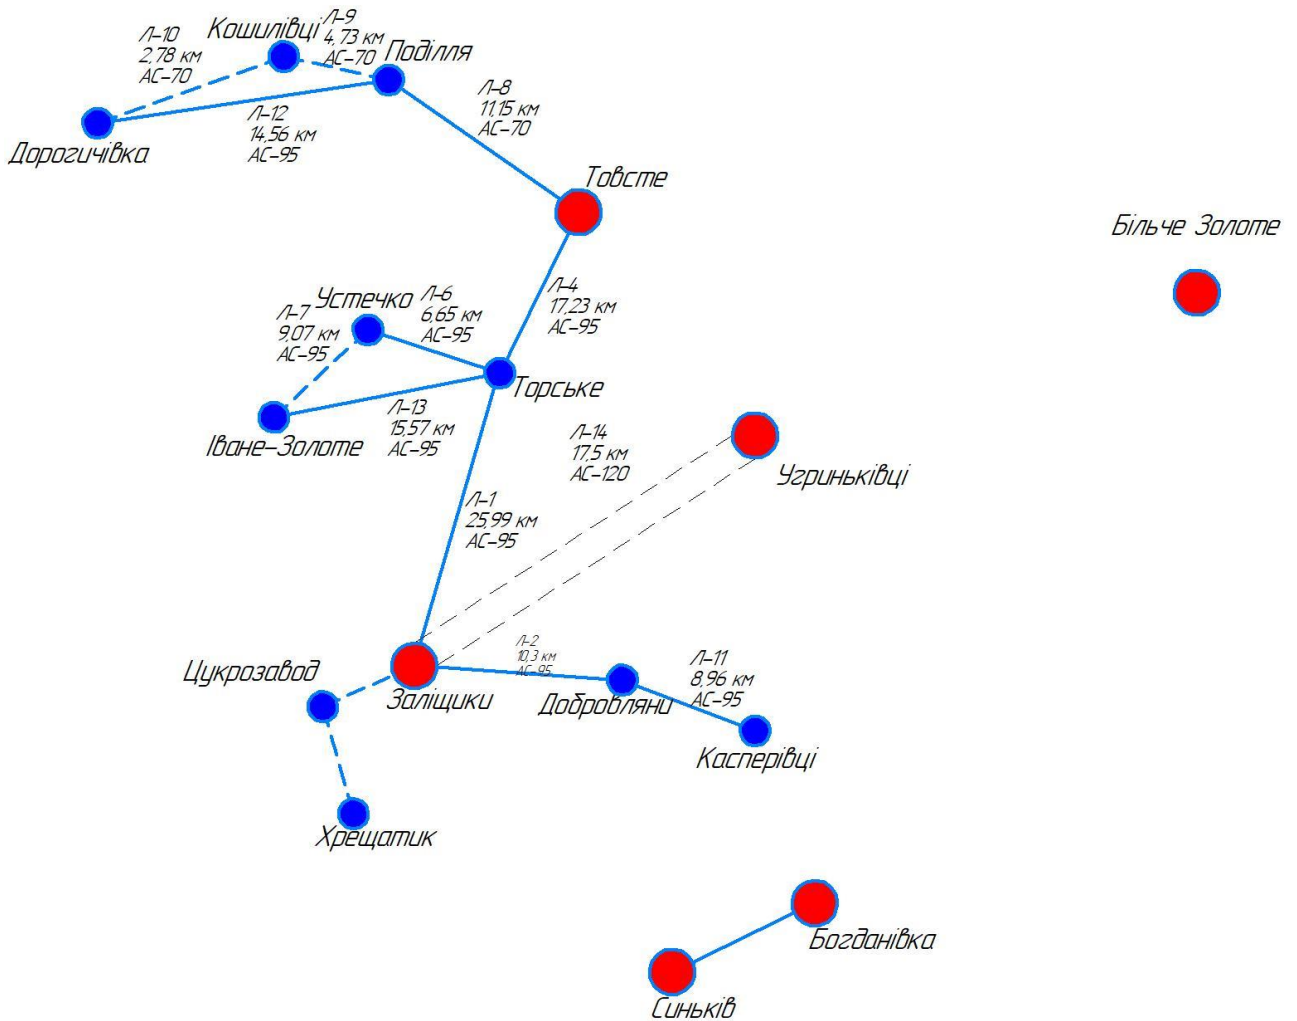 Л-10
2,78 км
АС-70
Кошилівці
Л-9
4,73 км
АС-70
Поділля
Л-8
11,15 км
АС-70
Л-12
14,56 км
АС-95
Дорогичівка
Товсте
Більче Золоте
Л-4
17,23 км
АС-95
Устечко
Л-6
6,65 км
АС-95
Л-7
9,07 км
АС-95
Торське
Л-13
15,57 км
АС-95
Іване-Золоте
Л-14
17,5 км
АС-120
Угриньківці
Л-1
25,99 км
АС-95
Л-2
10,3 км
АС-95
Цукрозавод
Заліщики
Добровляни
Л-11
8,96 км
АС-95
Касперівці
Хрещатик
Богданівка
Синьків